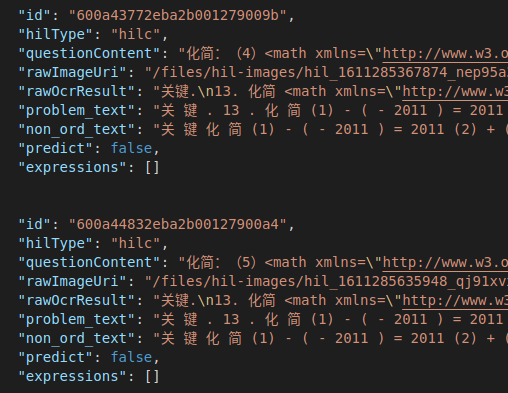 "id": "600a43772eba2b001279009b",
"hilType": "hilc",
"questionContent": "化简：（4）<math xmlns=\"http://www.w3.o
"rawImageUri": "/files/hil-images/hil_1611285367874_nep95a
"rawOcrResult": "关键.\n13. 化简 <math xmlns=\"http://www.w
"problem_text": "关 键 . 13 . 化 简 (1) - ( - 2011 ) = 2011
"non_ord_text": "关 键 化 简 (1) - ( - 2011 ) = 2011 (2) + (
"predict": false,
"expressions": []
"id": "600a44832eba2b00127900a4",
"hilType": "hilc",
"questionContent": "化简：（5）<math xmlns=\"http://www.w3.o
"rawImageUri": "/files/hil-images/hil_1611285635948_qj91xv
"rawOcrResult": "关键.\n13. 化简 <math xmlns=\"http://www.w
"problem_text": "关 键 . 13 . 化 简 (1) - ( - 2011 ) = 2011
"non_ord_text": "关 键 化 简 (1) - ( - 2011 ) = 2011 (2) + (
"predict": false,
"expressions": []